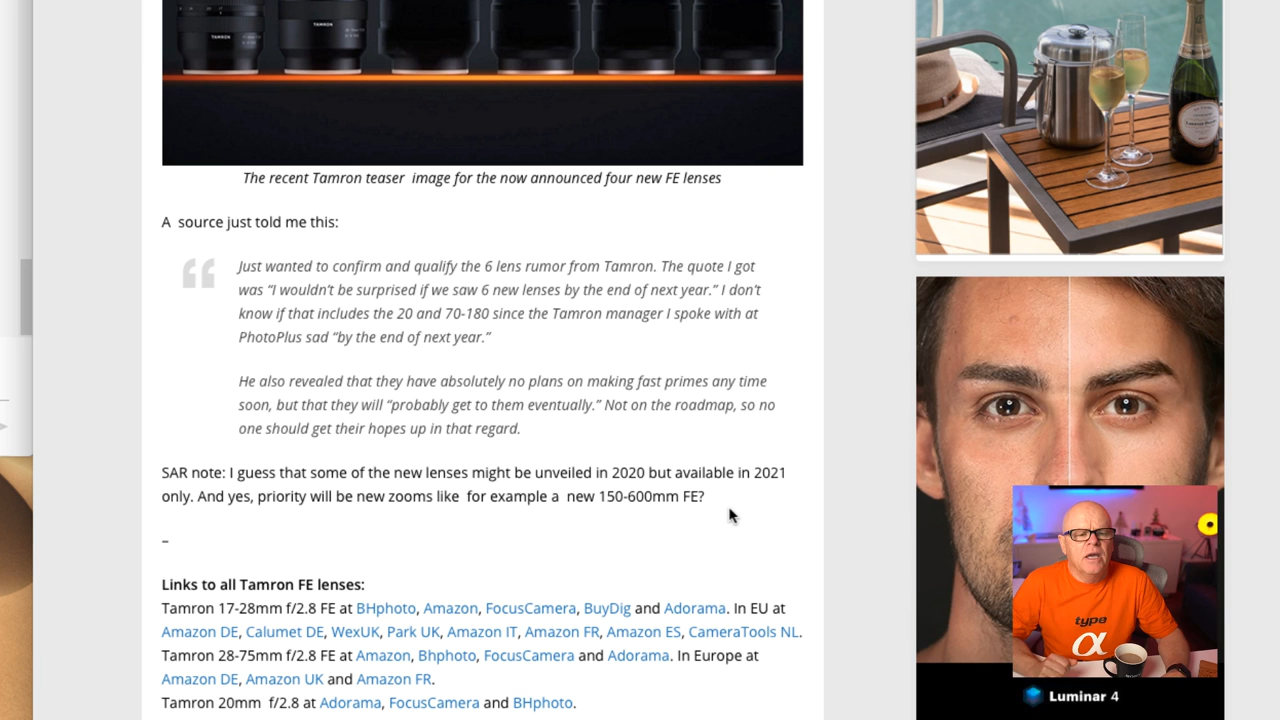 TAMRON
TAMRON
The recent Tamron teaser image for the now announced four new FE lenses
A source just told me this:
“
Just wanted to confirm and qualify the 6 lens rumor from Tamron. The quote I got
was “I wouldn’t be surprised if we saw 6 new lenses by the end of next year.” I don’t
know if that includes the 20 and 70-180 since the Tamron manager I spoke with at
PhotoPlus sad “by the end of next year.”
He also revealed that they have absolutely no plans on making fast primes any time
soon, but that they will “probably get to them eventually.” Not on the roadmap, so no
one should get their hopes up in that regard.
SAR note: I guess that some of the new lenses might be unveiled in 2020 but available in 2021
only. And yes, priority will be new zooms like for example a new 150-600mm FE?
–
Links to all Tamron FE lenses:
Tamron 17-28mm f/2.8 FE at BHphoto, Amazon, FocusCamera, BuyDig and Adorama. In EU at
Amazon DE, Calumet DE, WexUK, Park UK, Amazon IT, Amazon FR, Amazon ES, CameraTools NL.
Tamron 28-75mm f/2.8 FE at Amazon, Bhphoto, FocusCamera and Adorama. In Europe at
Amazon DE, Amazon UK and Amazon FR.
Tamron 20mm f/2.8 at Adorama, FocusCamera and BHphoto.
type
α
Luminar 4